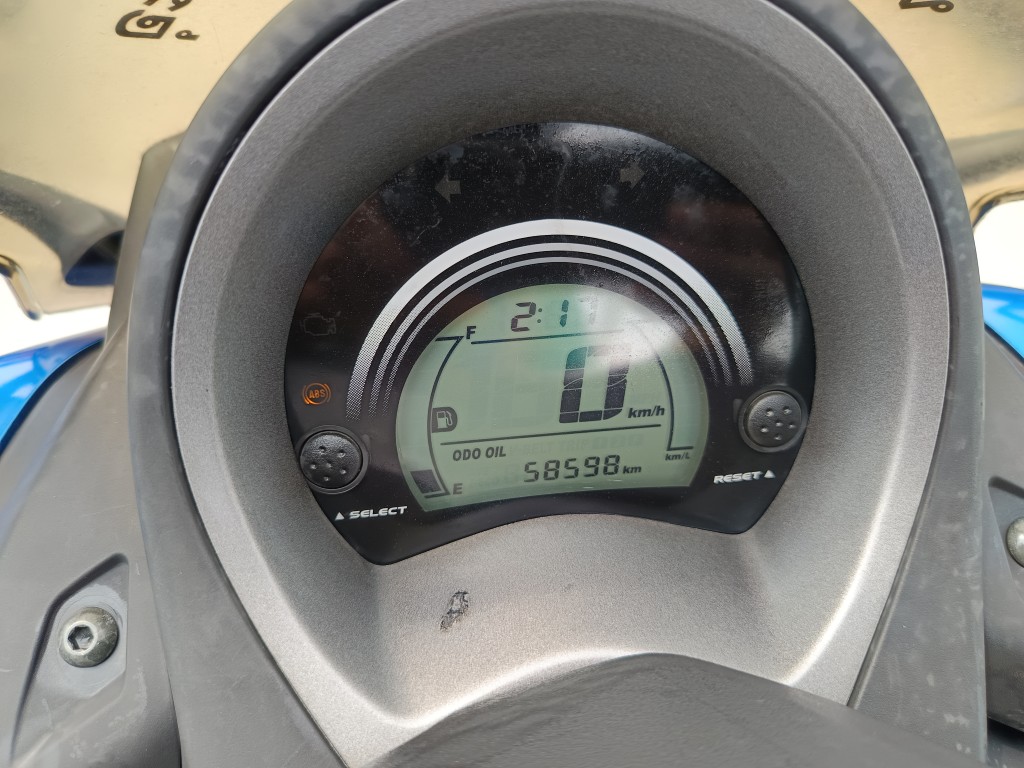 2:17
F
0
km/h
ABS
ODO OIL
km/L
58598 km
E
▲ SELECT
RESET ▲